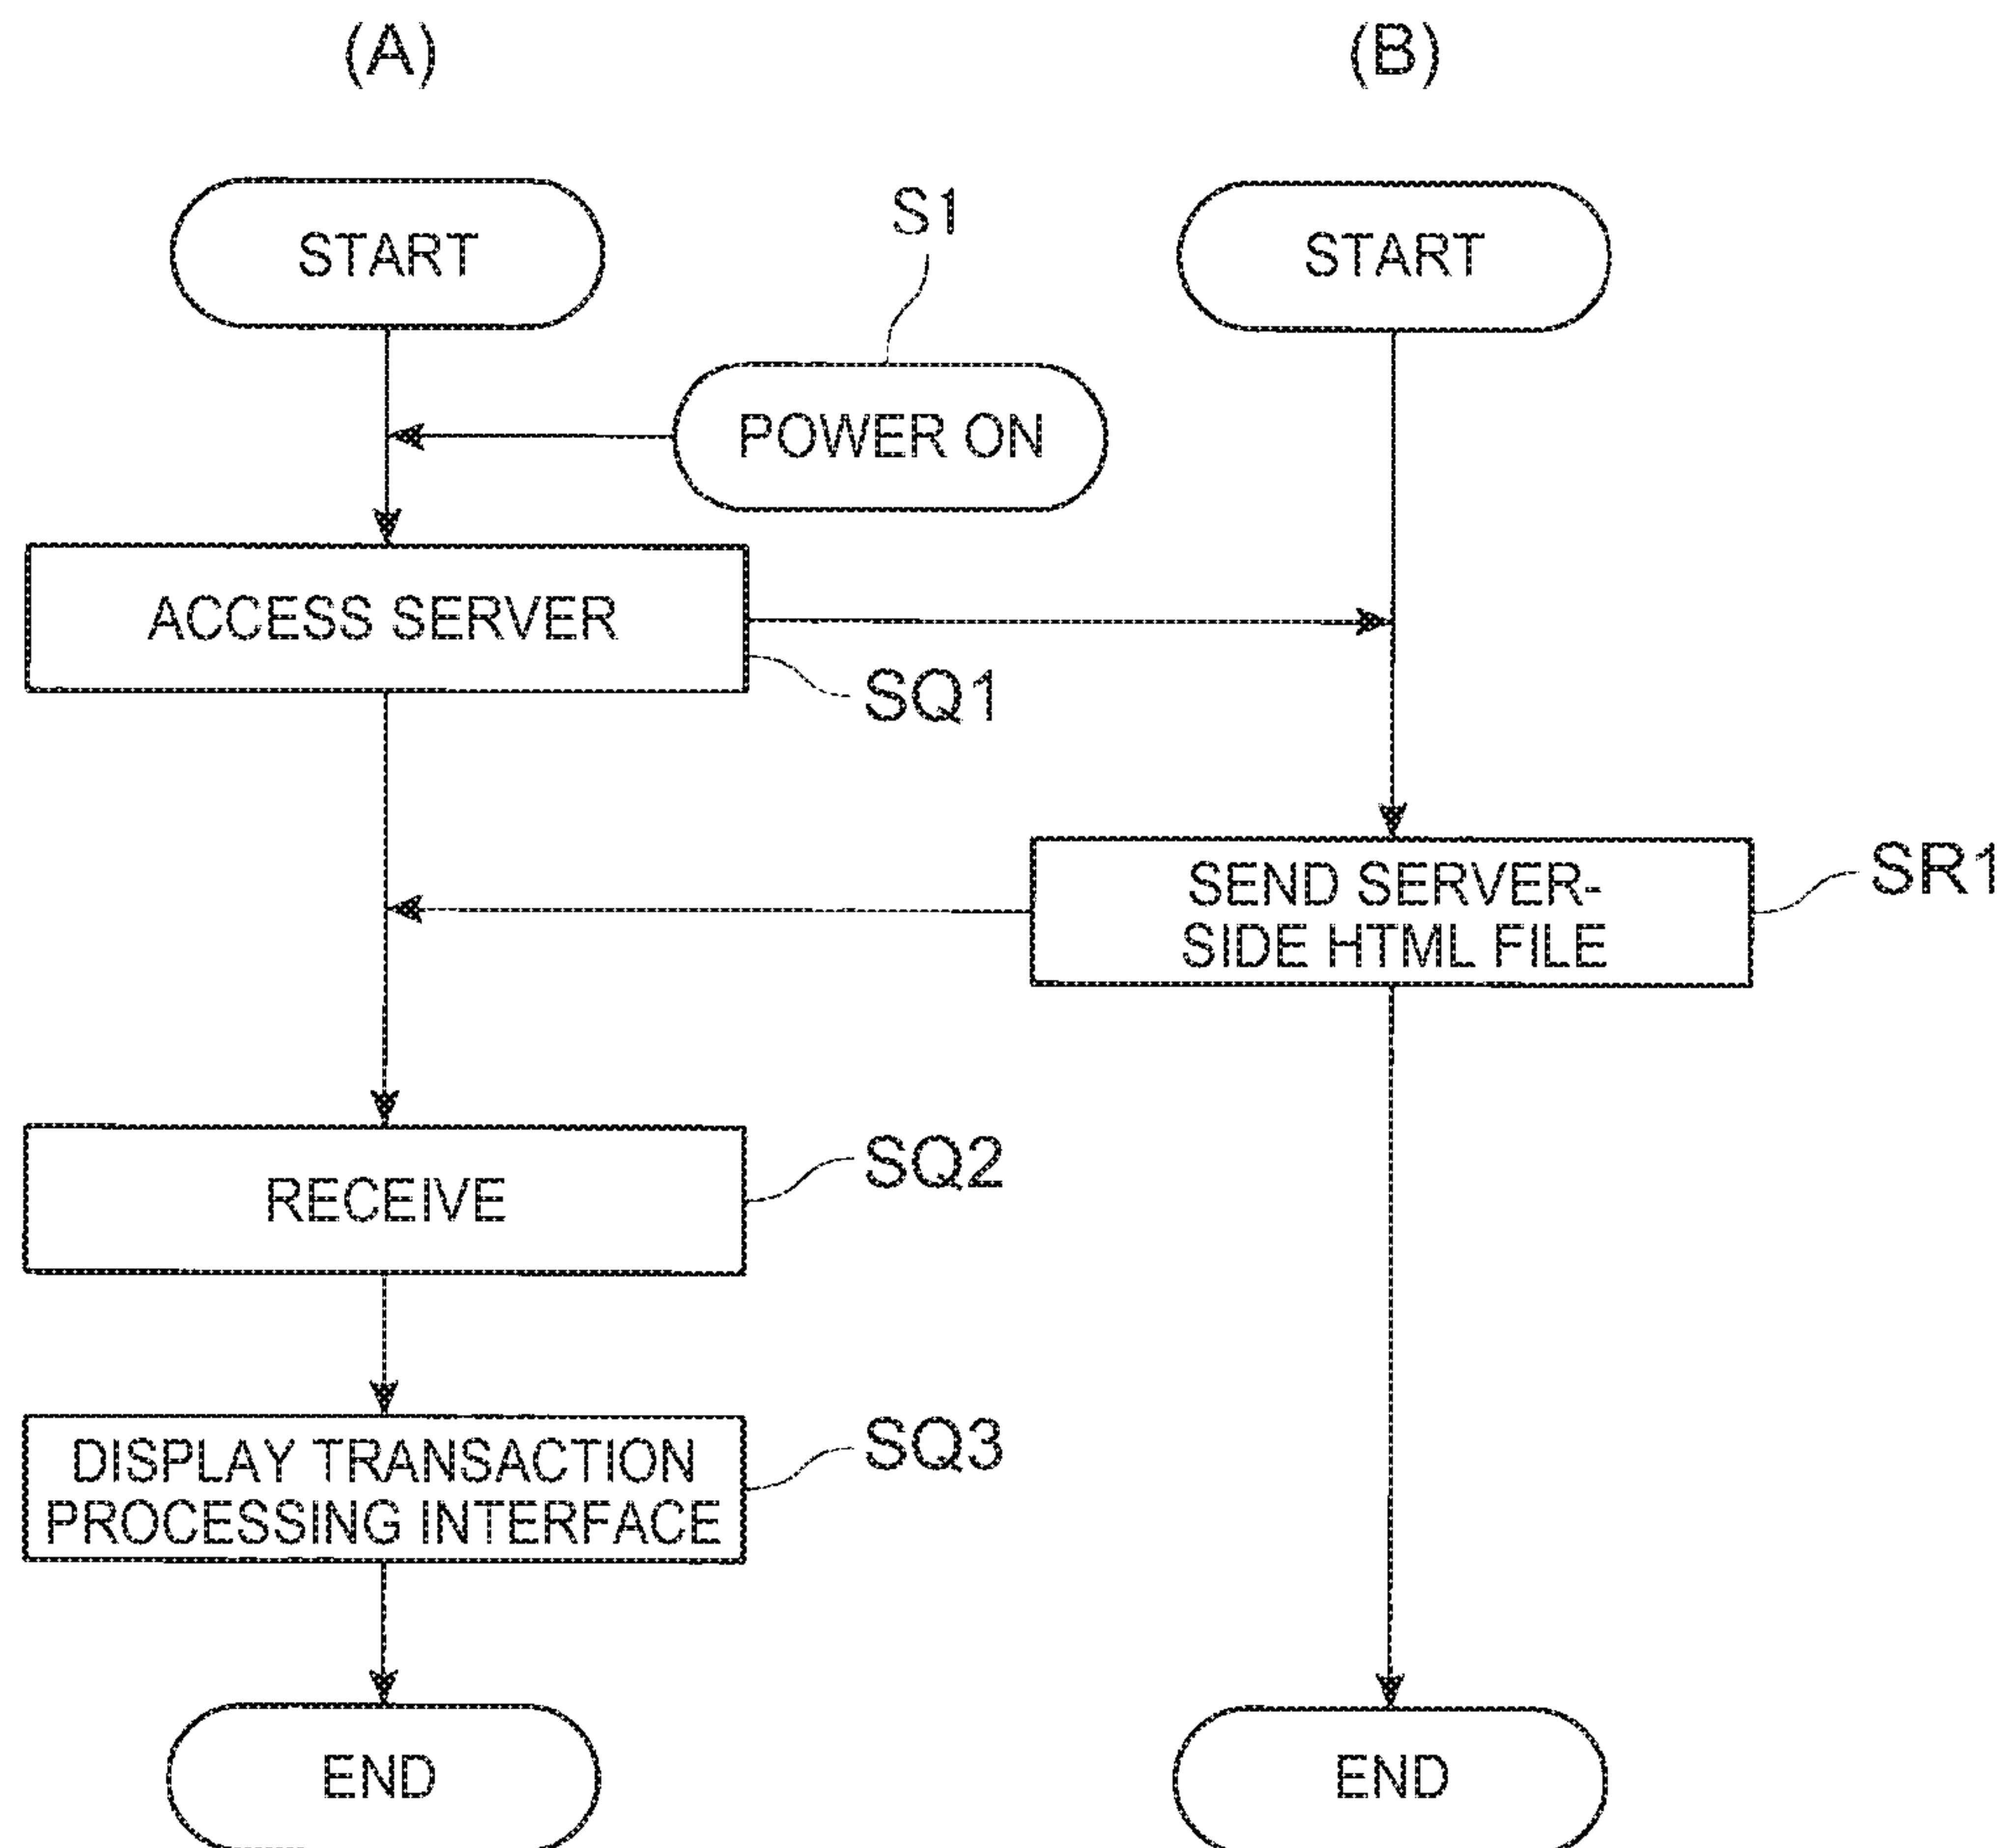 (A)
(B)
START
S1
START
POWER ON
ACCESS SERVER
SQ1
SEND SERVER-
SIDE HTML FILE
SR1
RECEIVE
SQ2
DISPLAY TRANSACTION
PROCESSING INTERFACE
SQ3
END
END